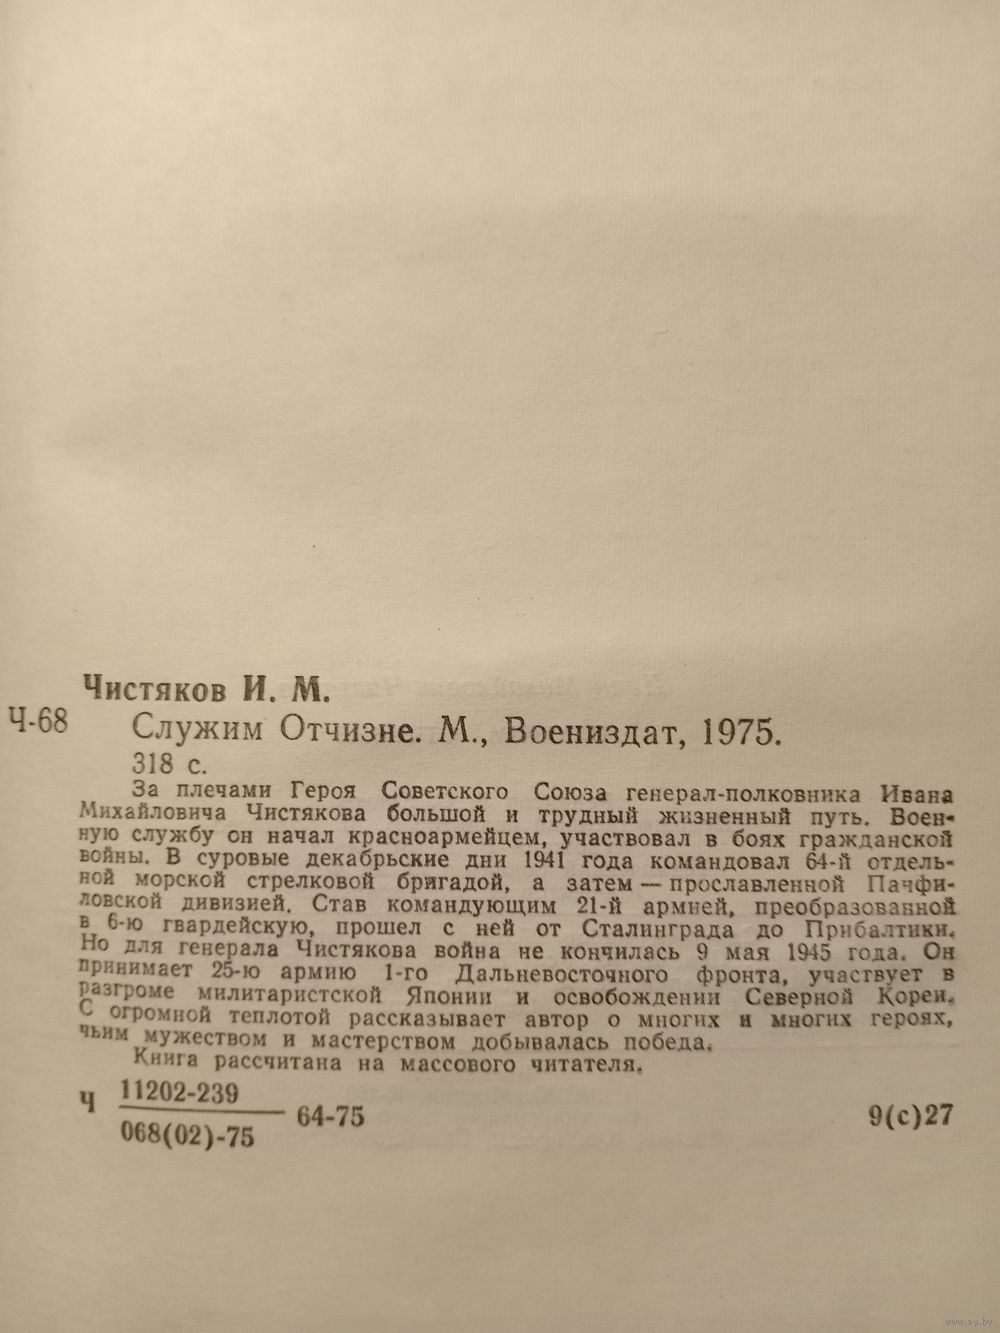 Чистяков И. М.
Ч-68 Служим Отчизне. М., Воениздат, 1975.
318 с.
За плечами Героя Советского Союза генерал-полковника Ивана
Михайловича Чистякова большой и трудный жизненный путь. Воен-
ную службу он начал красноармейцем, участвовал в боях гражданской
войны. В суровые декабрьские дни 1941 года командовал 64-й отдель-
ной морской стрелковой бригадой, а затем — прославленной Панфи-
ловской дивизией. Став командующим 21-й армией, преобразованной
в 6-ю гвардейскую, прошел с ней от Сталинграда до Прибалтики.
Но для генерала Чистякова война не кончилась 9 мая 1945 года. Он
принимает 25-ю армию 1-го Дальневосточного фронта, участвует в
разгроме милитаристской Японии и освобождении Северной Кореи.
С огромной теплотой рассказывает автор о многих и многих героях,
чьим мужеством и мастерством добывалась победа.
Книга рассчитана на массового читателя.
Ч 11202-239
068(02)-75 64-75 9(с)27
www.ay.by